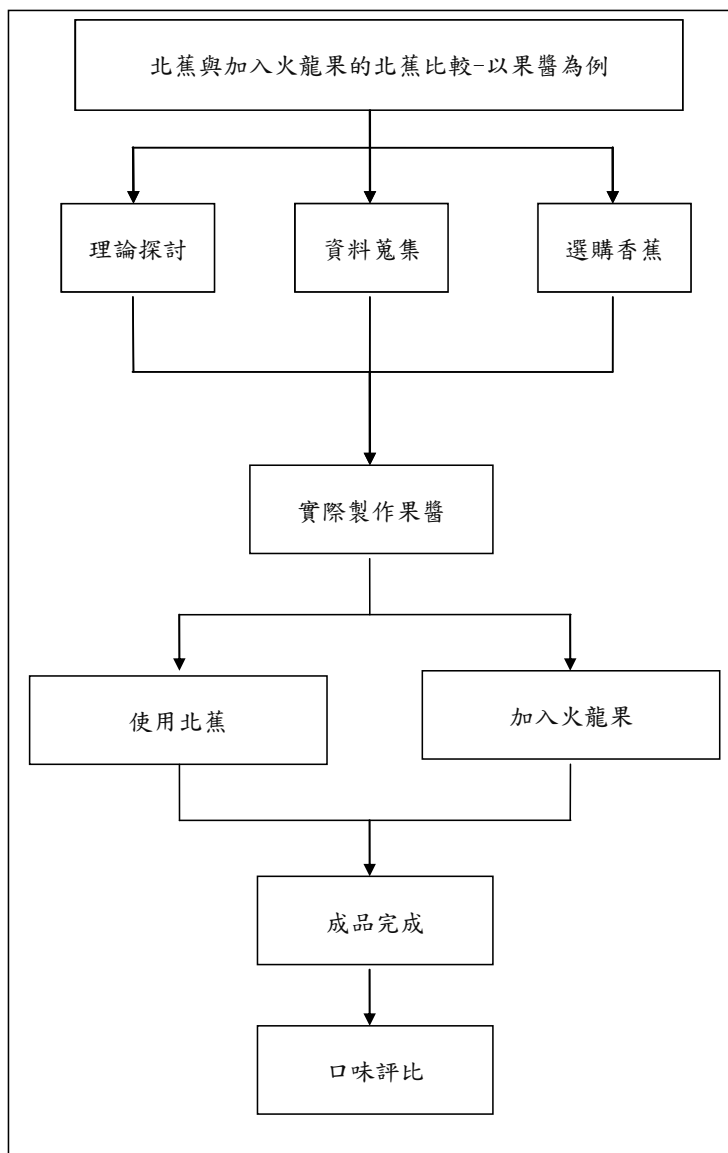 北蕉與加入火龍果的北蕉比較-以果醬為例
理論探討
資料蒐集
選購香蕉
實際製作果醬
使用北蕉
加入火龍果
成品完成
口味評比